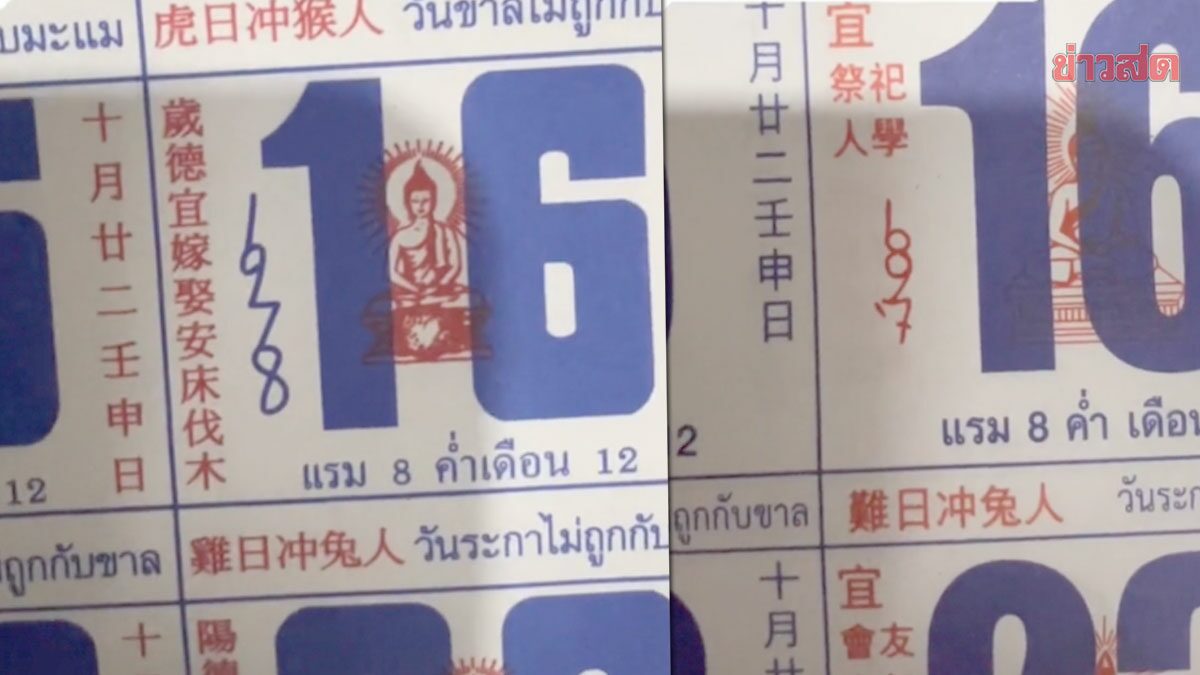 บมะแม
虎日冲猴人 วันขาลไม่ถูกกับ
十月廿二壬申日
歲德宜嫁娶安床伐木
16
แรม 8 ค่ำเดือน 12
12
ถูกกับขาล
雞日冲兔人 วันระกาไม่ถูกกับ
十
陽德
ข่าวสด
十月廿二壬申日
宜
祭人
祀學
16
แรม 8 ค่ำ เดือน
2
ถูกกับขาล
難日冲兔人 วันระกา
十月廿
宜
會友